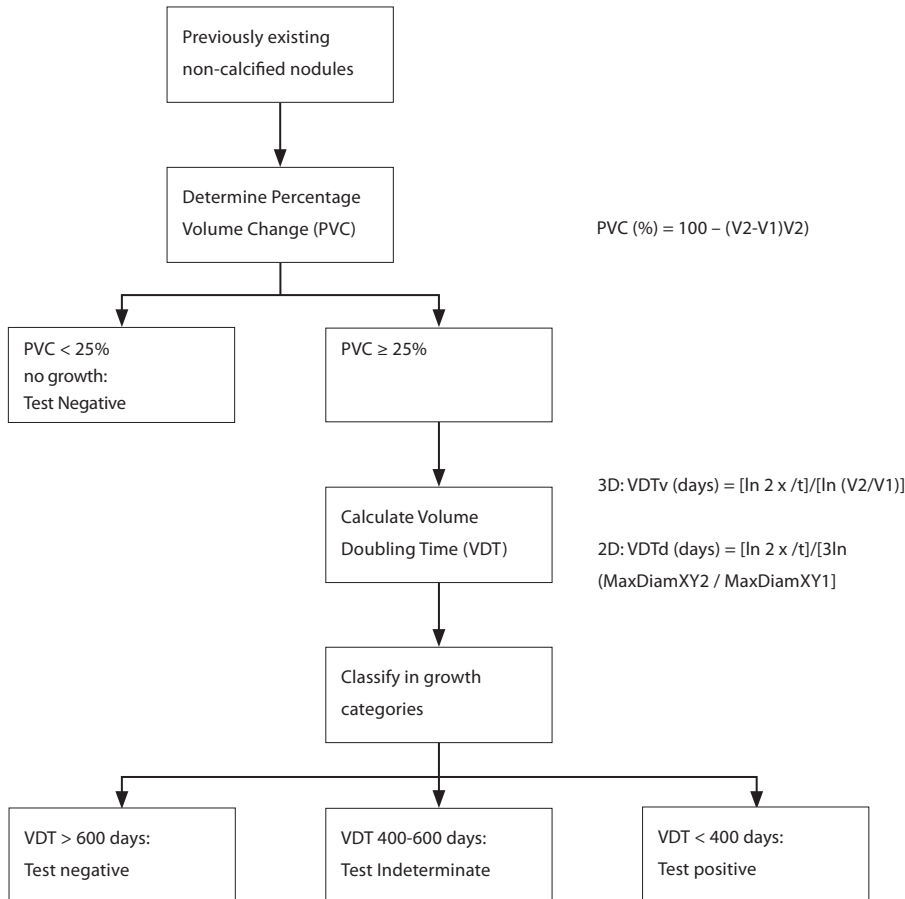 Previously existing
non-calcified nodules
Determine Percentage
Volume Change (PVC)
PVC (%) = 100 – (V2-V1)V2)
PVC < 25%
no growth:
Test Negative
PVC ≥ 25%
Calculate Volume
Doubling Time (VDT)
3D: VDTv (days) = [ln 2 x /t]/[ln (V2/V1)]
2D: VDTd (days) = [ln 2 x /t]/[3ln
(MaxDiamXY2 / MaxDiamXY1]
Classify in growth
categories
VDT > 600 days:
Test negative
VDT 400-600 days:
Test Indeterminate
VDT < 400 days:
Test positive